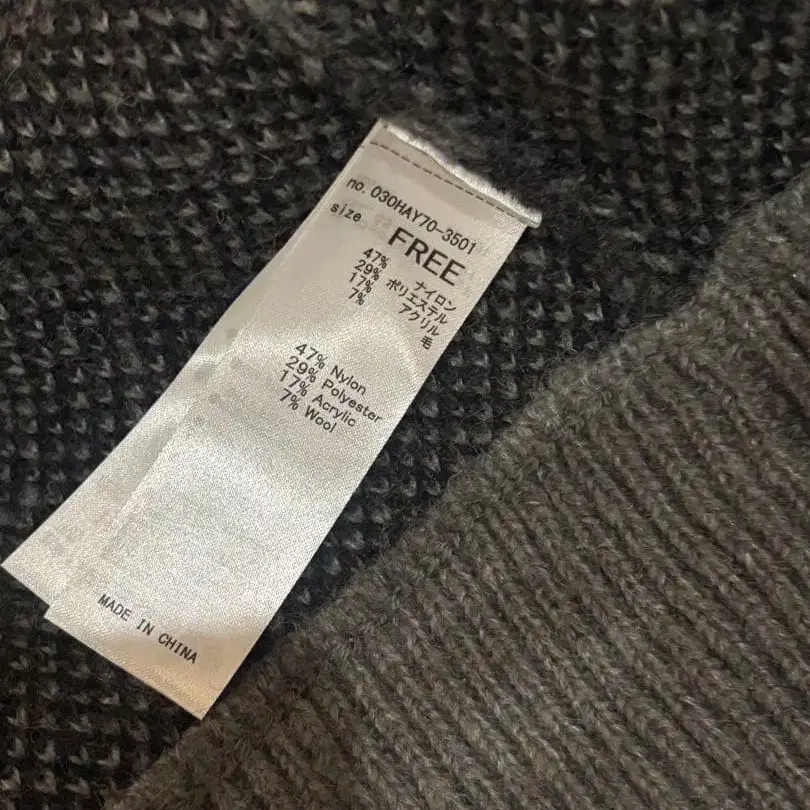 no. 030HAY70-3501
size FREE
47% ナイロン
29% ポリエステル
17% アクリル
7% 毛
47% Nylon
29% Polyester
17% Acrylic
7% Wool
MADE IN CHINA